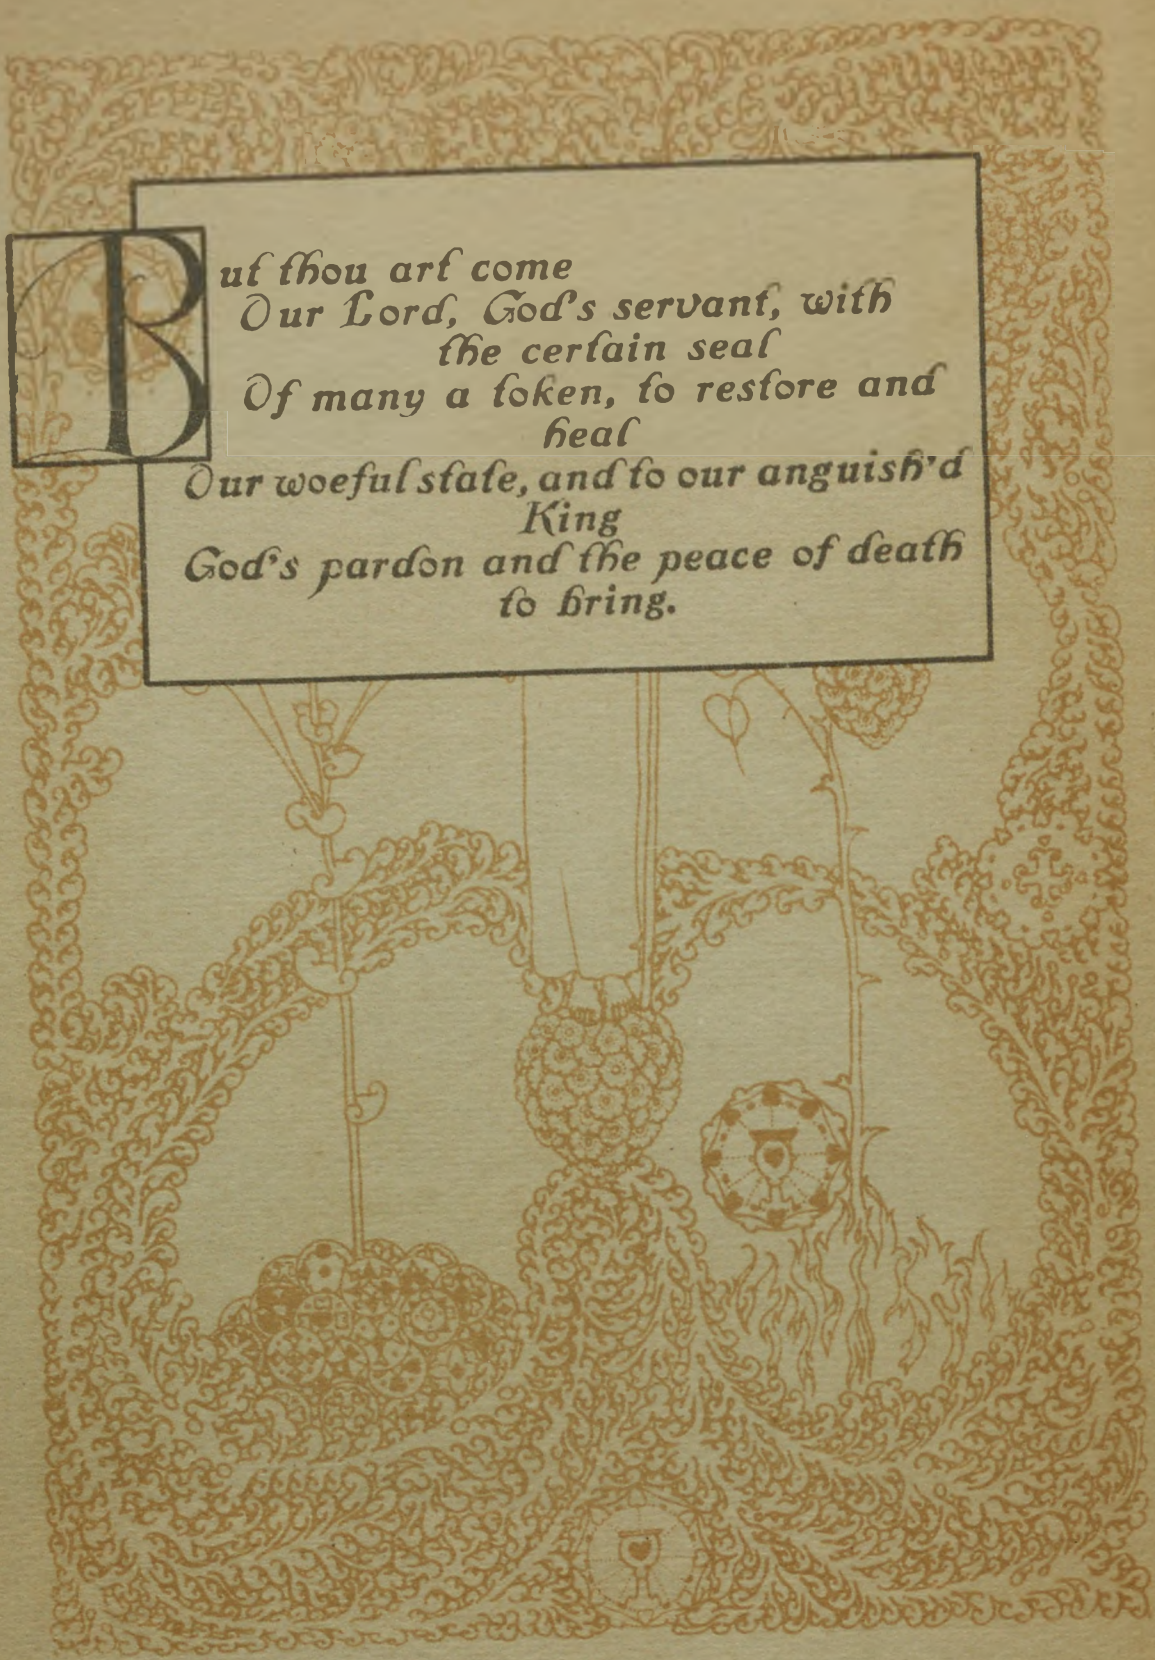 But thou art come
Our Lord, God's servant, with
the certain seal
Of many a token, to restore and
heal
Our woeful state, and to our anguish'd
King
God's pardon and the peace of death
to bring.